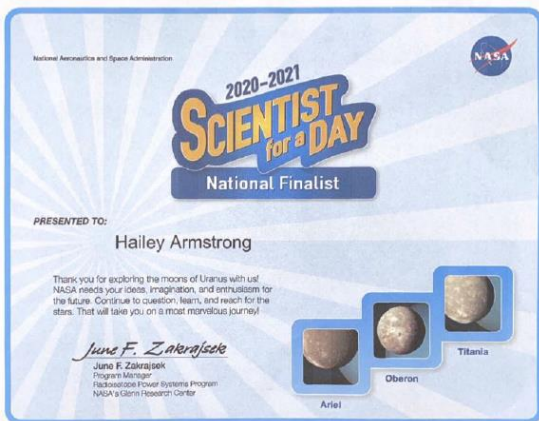 National Aeronautics and Space Administration
NASA
2020-2021
SCIENTIST
for a DAY
National Finalist
PRESENTED TO:
Hailey Armstrong
Thank you for exploring the moons of Uranus with us!
NASA needs your ideas, imagination, and enthusiasm for
the future. Continue to question, learn, and reach for the
stars. That will take you on a most marvelous journey!
June F. Zakrajsek
June F. Zakrajsek
Program Manager
Radioisotope Power Systems Program
NASA's Glenn Research Center
Titania
Oberon
Ariel